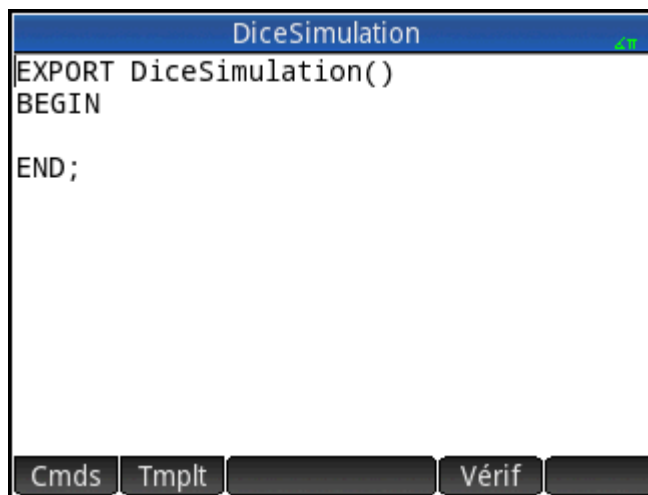 DiceSimulation
∡π
EXPORT DiceSimulation()
BEGIN
END;
Cmds Tmplt Vérif